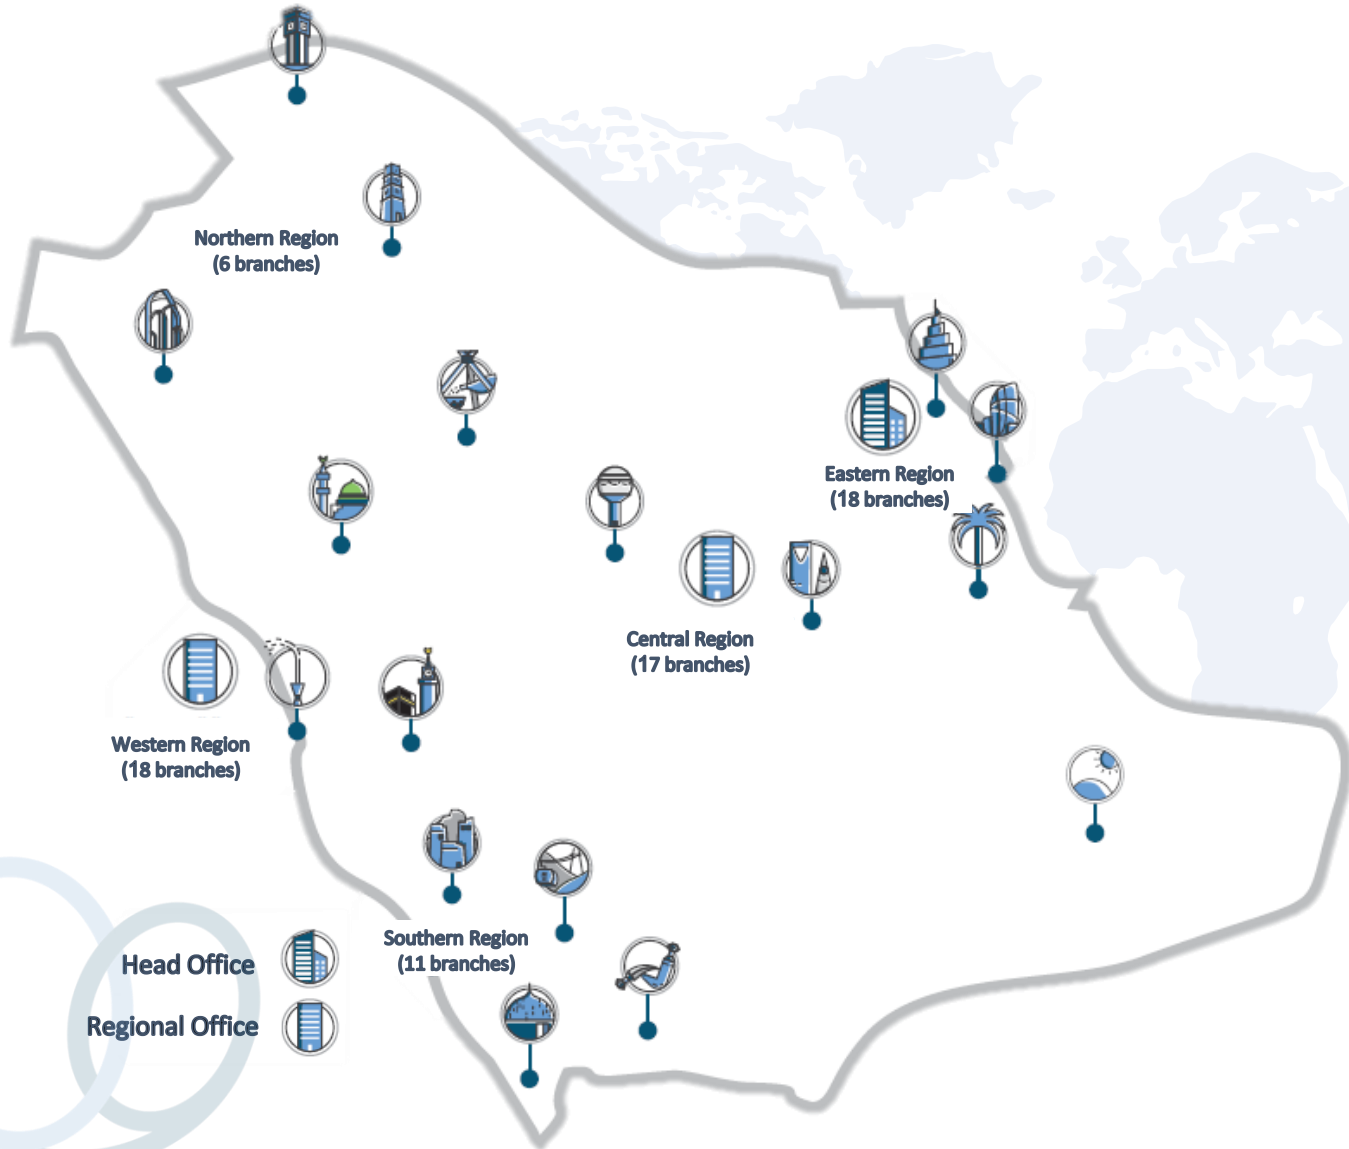 Northern Region
(6 branches)
Eastern Region
(18 branches)
Central Region
(17 branches)
Western Region
(18 branches)
Southern Region
(11 branches)
Head Office
Regional Office